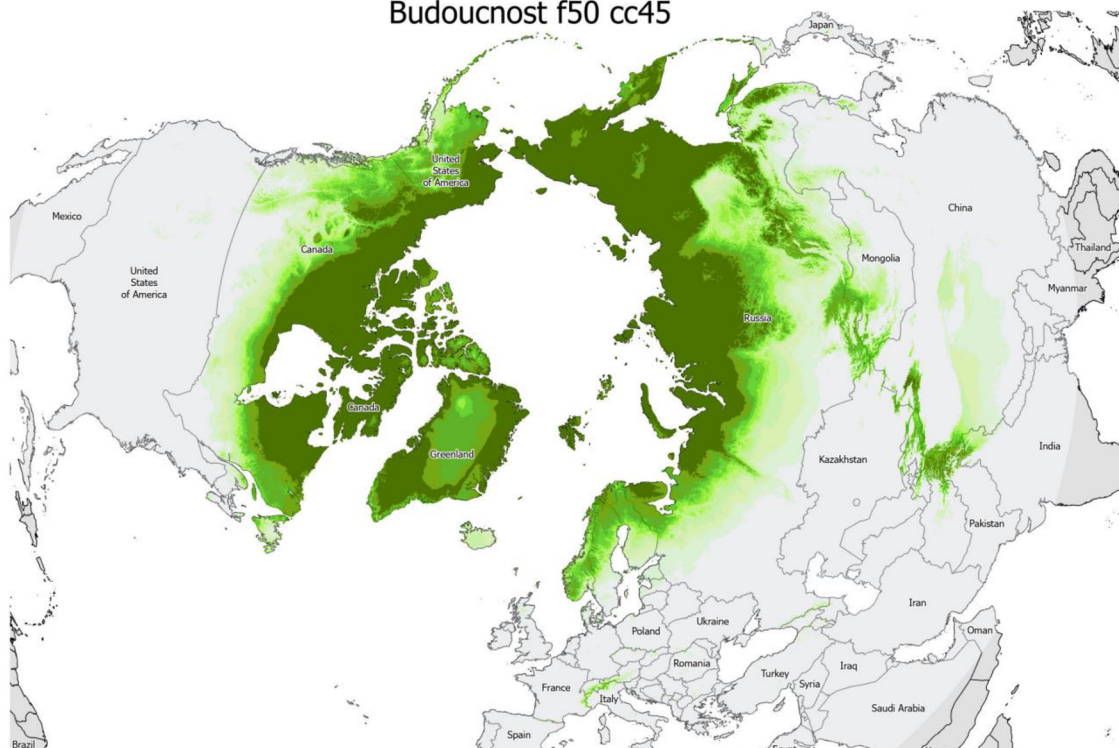 Budoucnost f50 cc45
Japan
United
States
of America
Mexico
China
Canada
Thailand
Mongolia
United
States
of America
Myanmar
Russia
Canada
India
Greenland
Kazakhstan
Pakistan
Iran
Ukraine
Poland
Oman
Romania
Iraq
Turkey
Syria
France
Italy
Saudi Arabia
Spain
Brazil